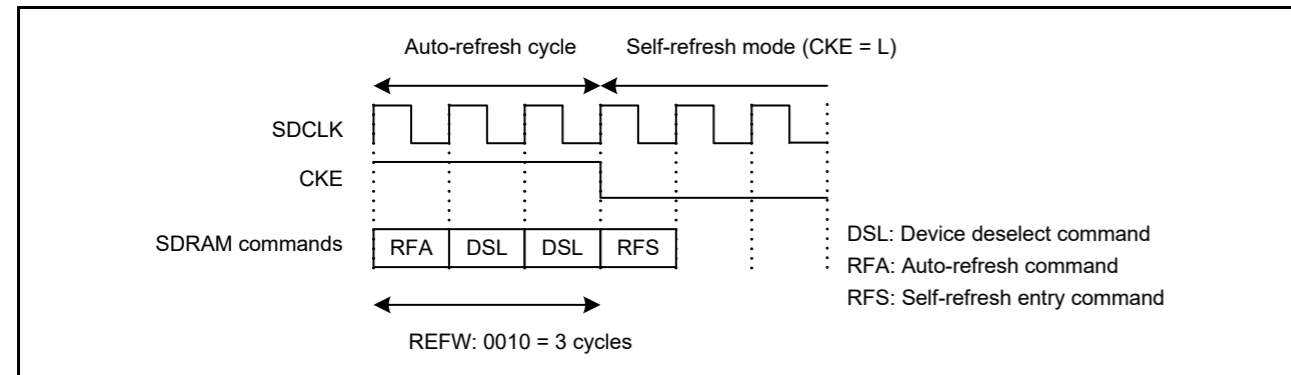 Auto-refresh cycle Self-refresh mode (CKE = L)
SDCLK
CKE
SDRAM commands RFA DSL DSL RFS
DSL: Device deselect command
RFA: Auto-refresh command
RFS: Self-refresh entry command
REFW: 0010 = 3 cycles